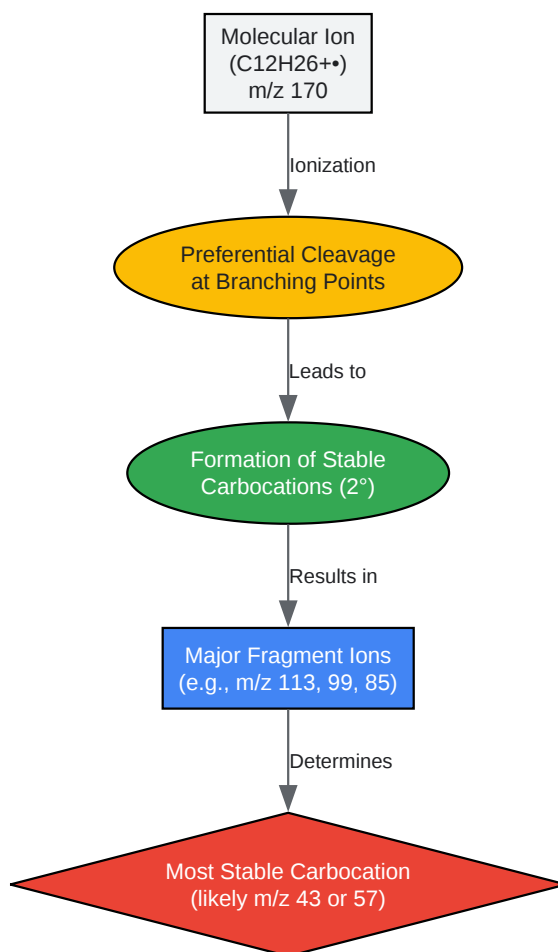 Molecular Ion
(C12H26+•)
m/z 170
Ionization
Preferential Cleavage
at Branching Points
Leads to
Formation of Stable
Carbocations (2°)
Results in
Major Fragment Ions
(e.g., m/z 113, 99, 85)
Determines
Most Stable Carbocation
(likely m/z 43 or 57)